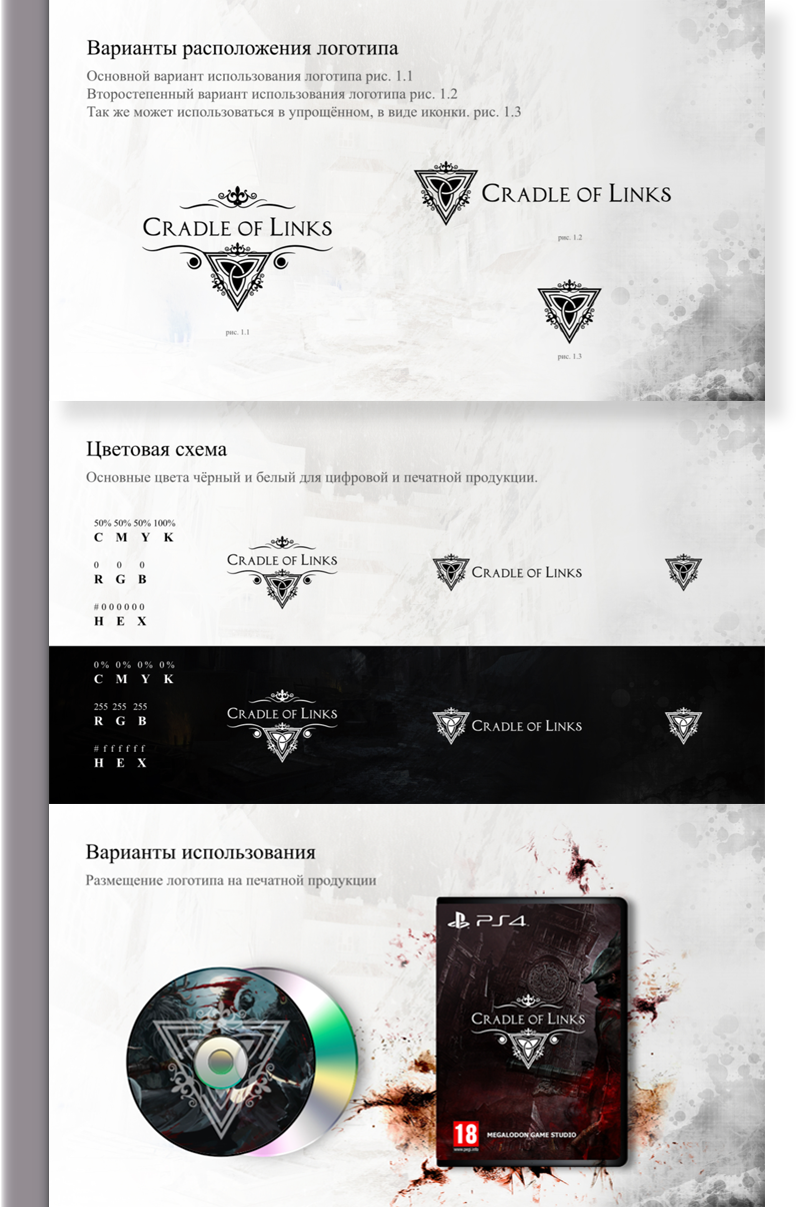 Варианты расположения логотипа
Основной вариант использования логотипа рис. 1.1
Второстепенный вариант использования логотипа рис. 1.2
Так же может использоваться в упрощённом, в виде иконки. рис. 1.3
CRADLE OF LINKS
рис. 1.1
CRADLE OF LINKS
рис. 1.2
рис. 1.3
Цветовая схема
Основные цвета чёрный и белый для цифровой и печатной продукции.
50% 50% 50% 100%
C M Y K
0 0 0
R G B
#000000
H E X
CRADLE OF LINKS
CRADLE OF LINKS
0% 0% 0% 0%
C M Y K
255 255 255
R G B
#ffffff
H E X
CRADLE OF LINKS
CRADLE OF LINKS
Варианты использования
Размещение логотипа на печатной продукции
PS4
CRADLE OF LINKS
18
www.pegi.info
MEGALODON GAME STUDIO